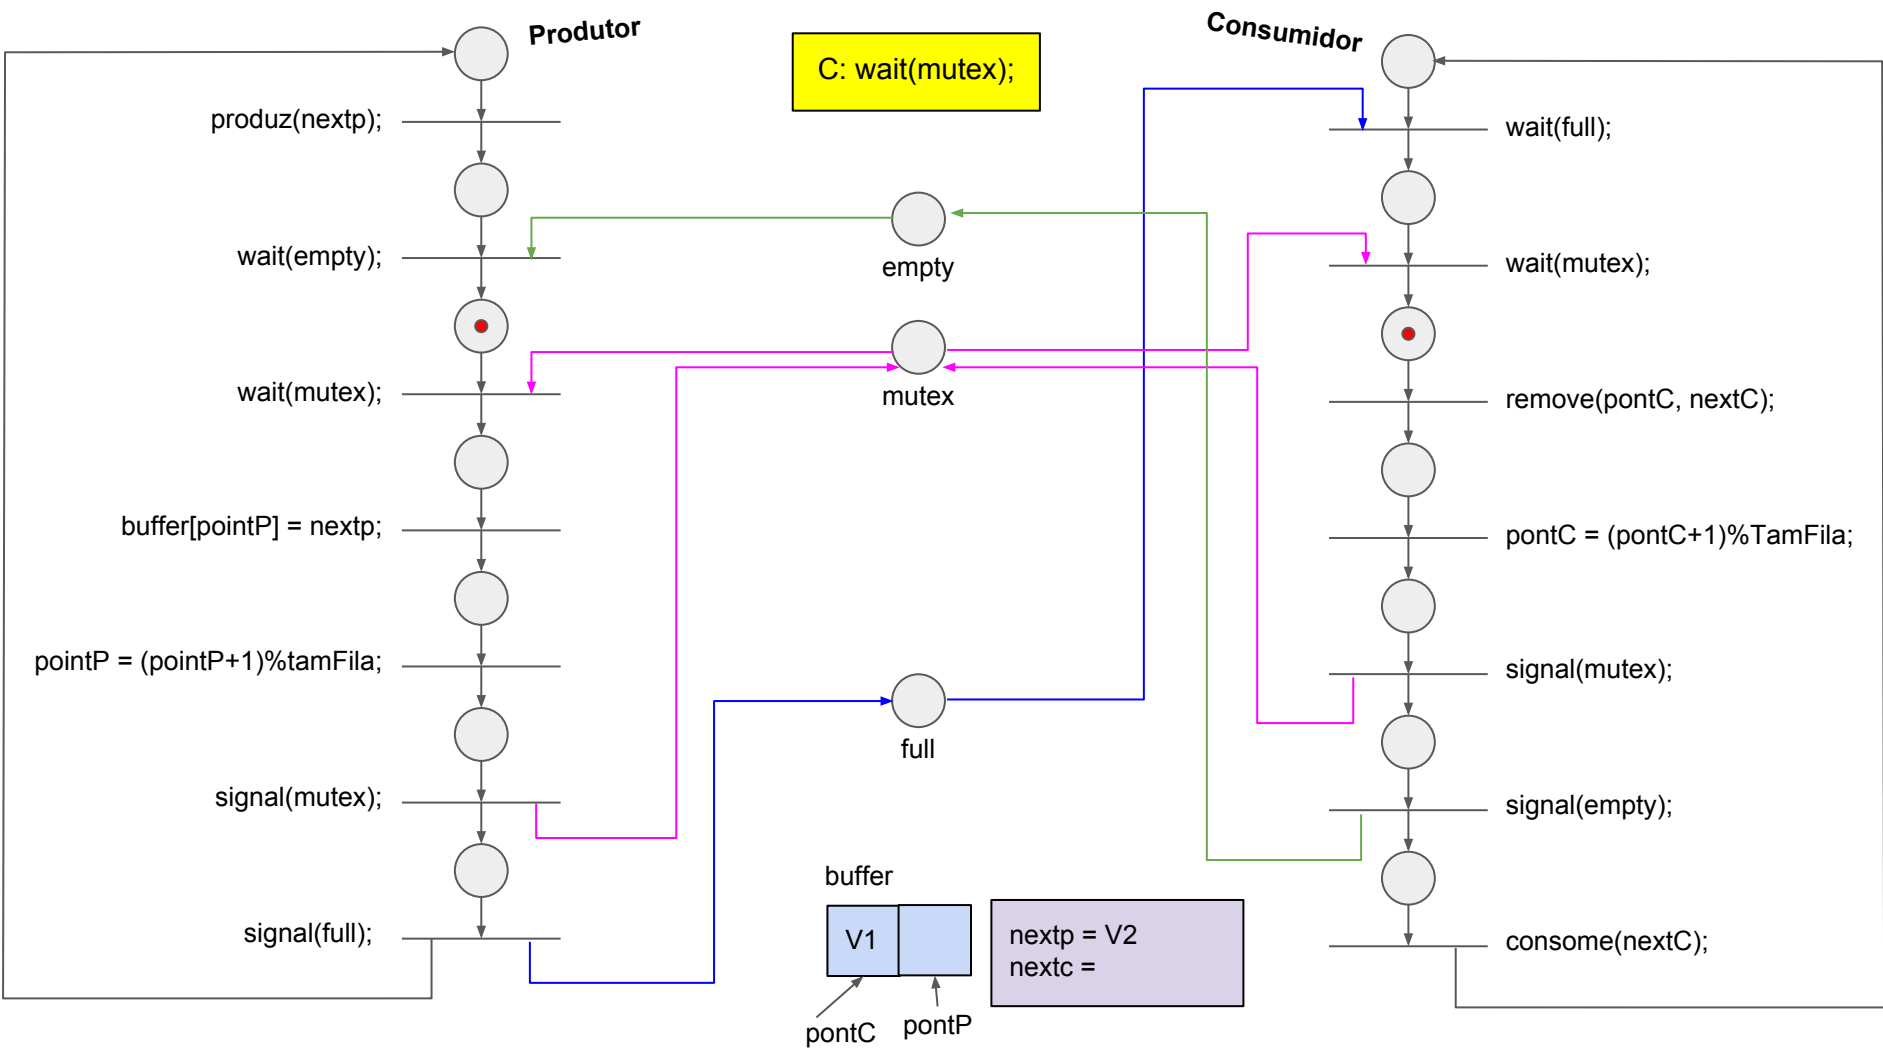 Produtor
C: wait(mutex);
Consumidor
produz(nextp);
wait(full);
wait(empty);
empty
wait(mutex);
wait(mutex);
mutex
remove(pontC, nextC);
buffer[pointP] = nextp;
pontC = (pontC+1)%TamFila;
pointP = (pointP+1)%tamFila;
signal(mutex);
full
signal(mutex);
signal(empty);
buffer
signal(full);
V1
nextp = V2
nextc =
consome(nextC);
pontC
pontP